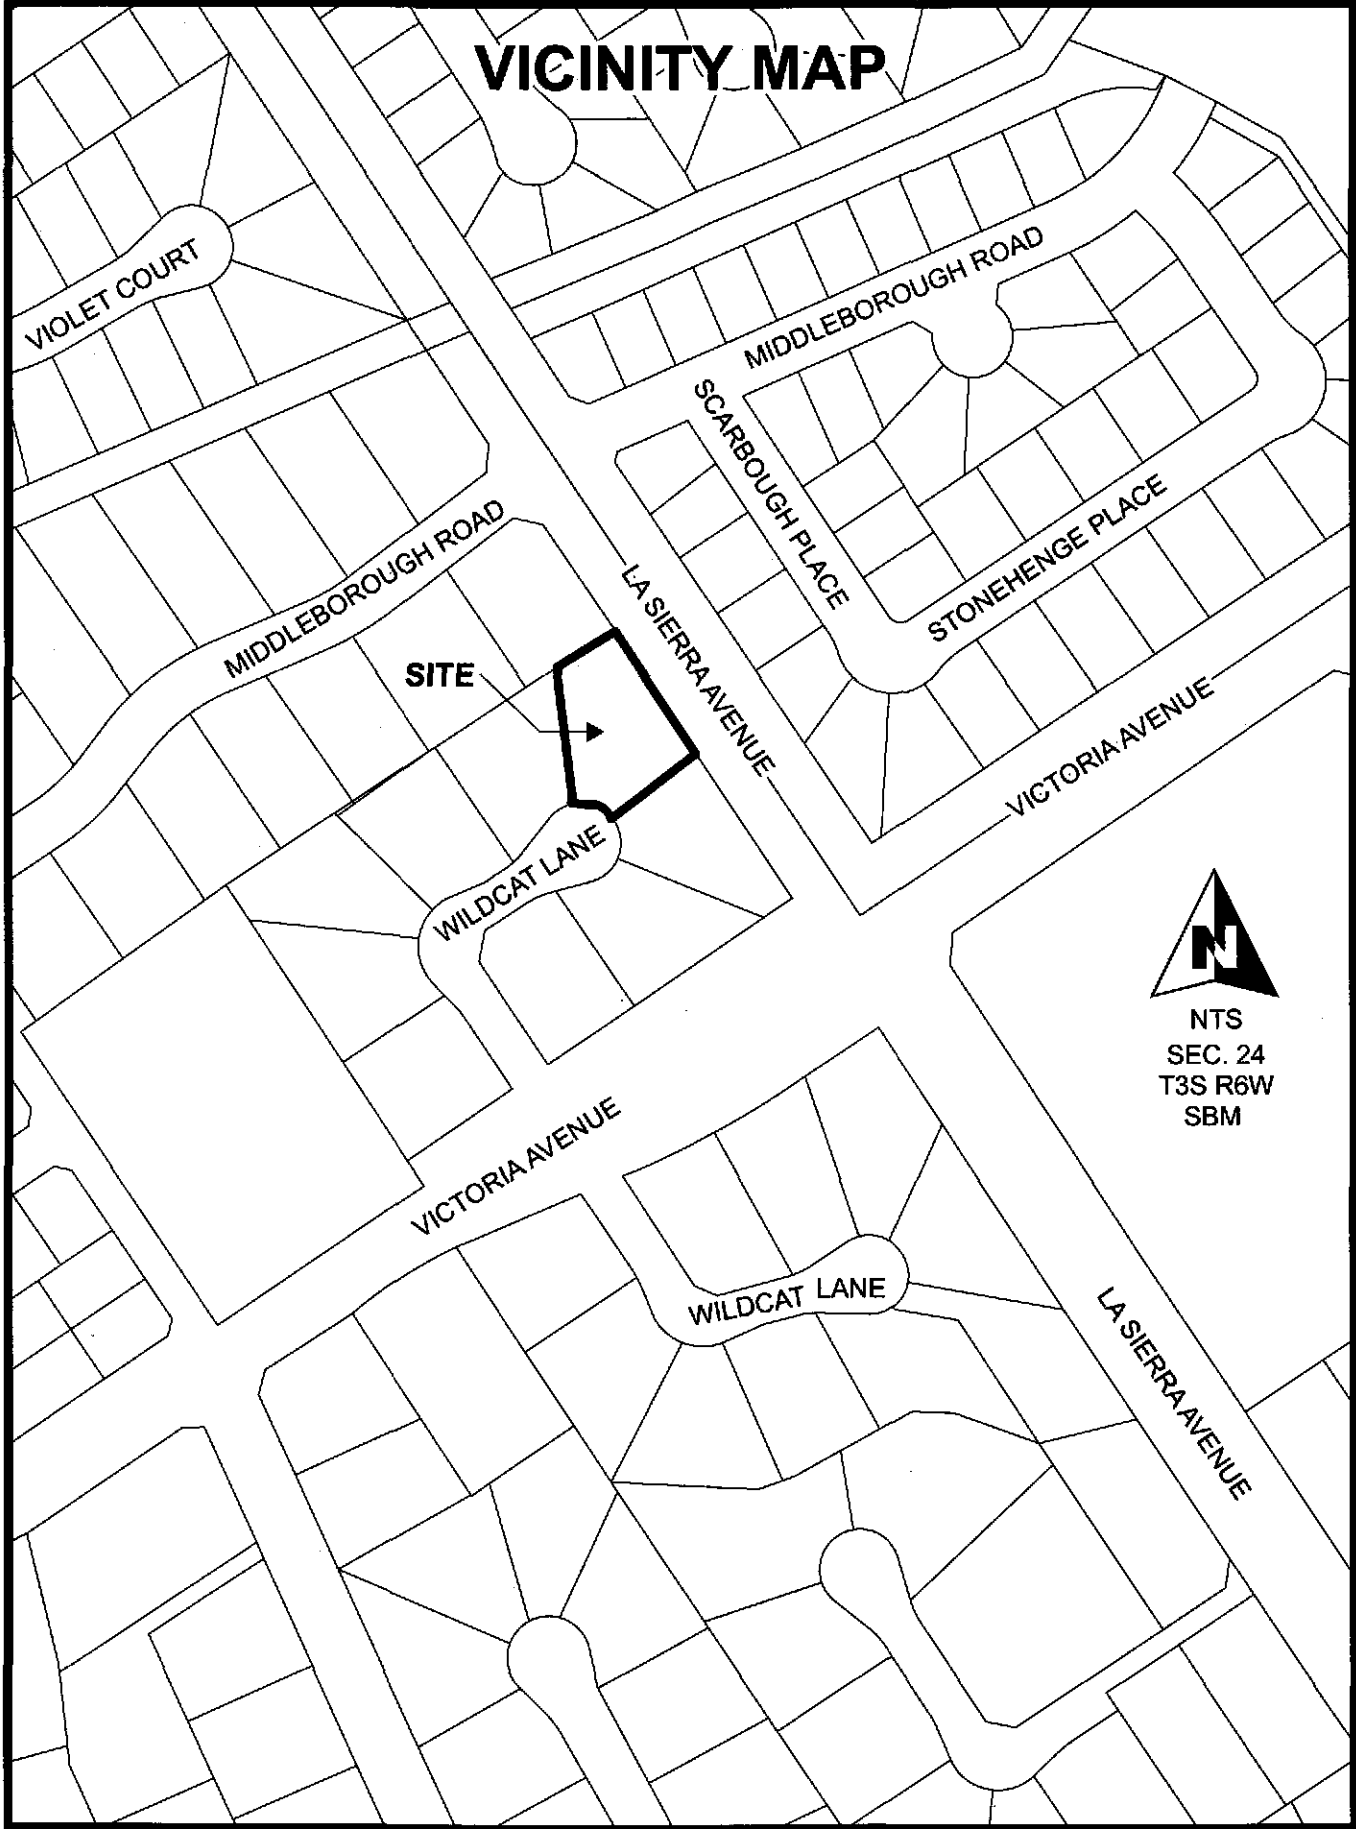 VICINITY MAP
VIOLET COURT
MIDDLEBOROUGH ROAD
SCARBOUGH PLACE
STONEHENGE PLACE
MIDDLEBOROUGH ROAD
LA SIERRA AVENUE
SITE
VICTORIA AVENUE
WILDCAT LANE
N
NTS
SEC. 24
T3S R6W
SBM
VICTORIA AVENUE
WILDCAT LANE
LA SIERRA AVENUE